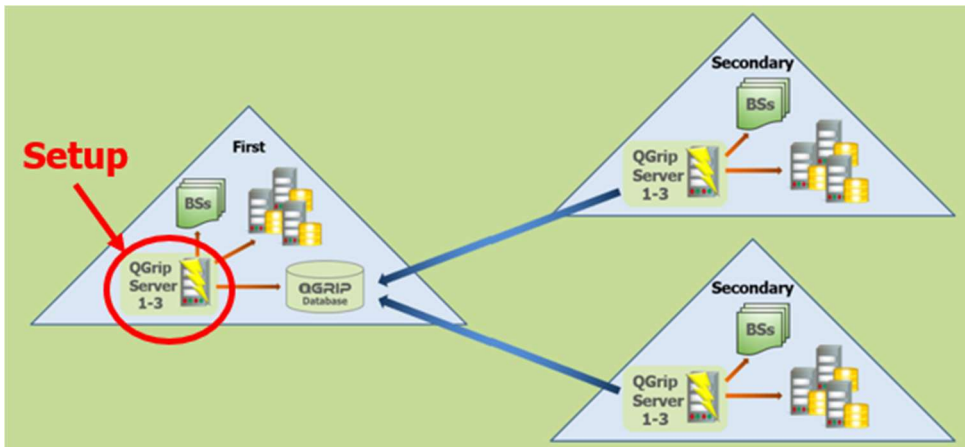 Setup
First
BSs
QGrip
Server
1-3
QGRIP
Database
Secondary
BSs
QGrip
Server
1-3
Secondary
BSs
QGrip
Server
1-3